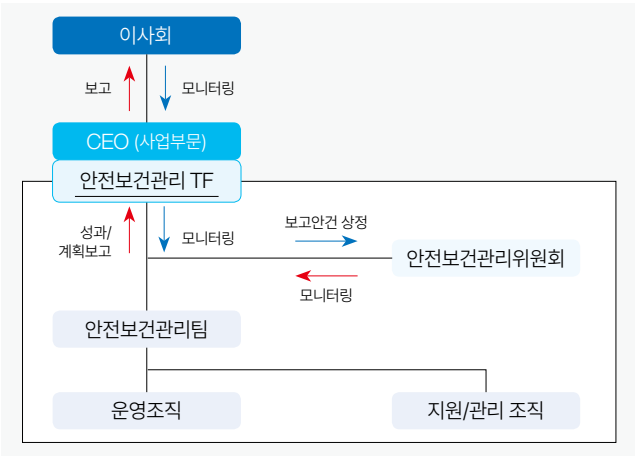 이사회
보고
모니터링
CEO (사업부문)
안전보건관리 TF
성과/
계획보고
모니터링
보고안건 상정
안전보건관리위원회
모니터링
안전보건관리팀
운영조직
지원/관리 조직